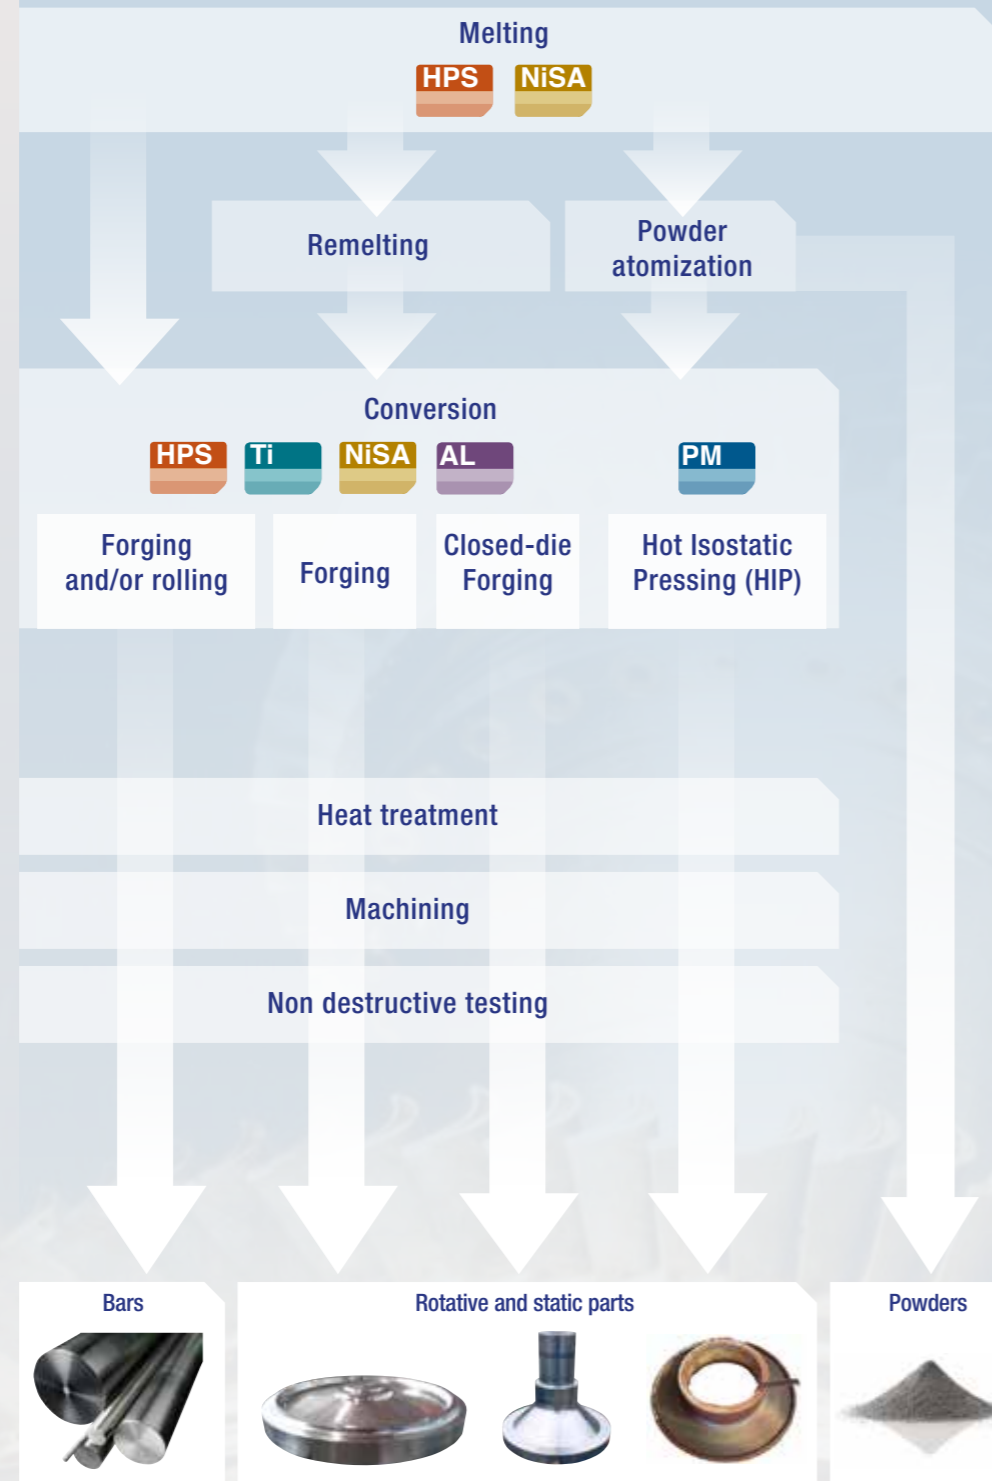 Melting
HPS NiSA
Remelting
Powder
atomization
Conversion
HPS Ti NiSA AL PM
Forging
and/or rolling
Forging
Closed-die
Forging
Hot Isostatic
Pressing (HIP)
Heat treatment
Machining
Non destructive testing
Bars
Rotative and static parts
Powders